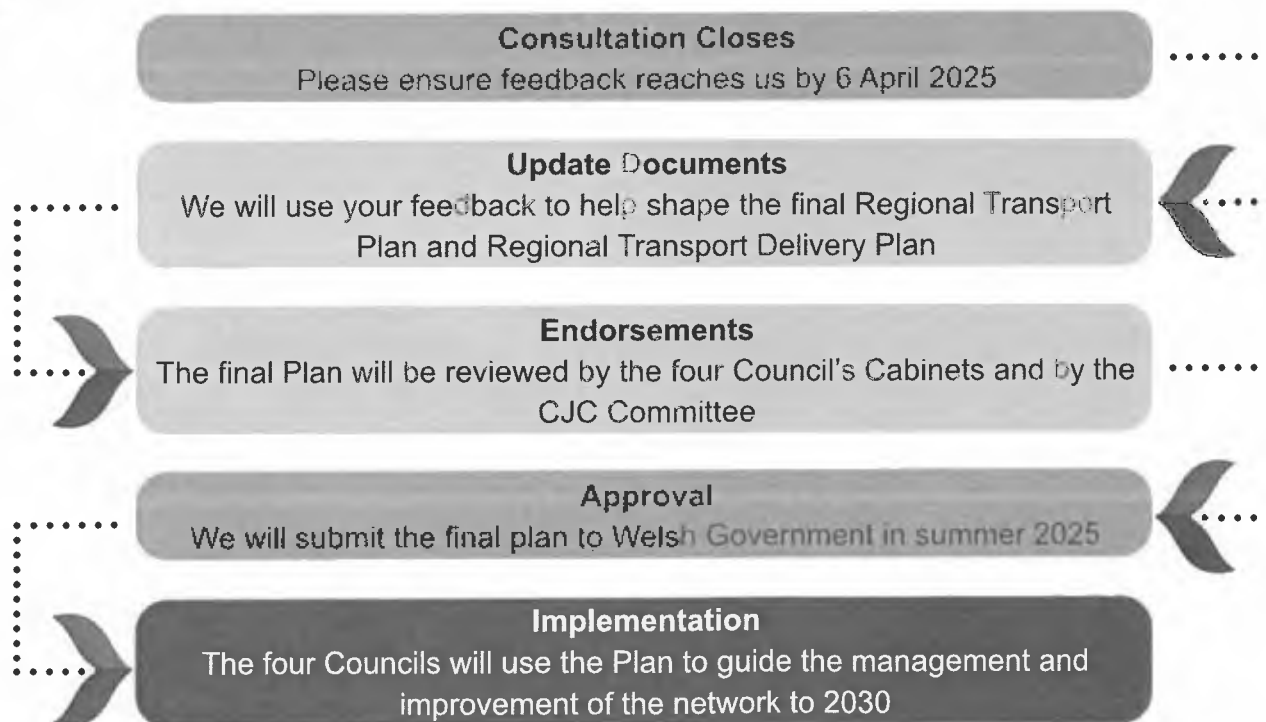 Consultation Closes
Please ensure feedback reaches us by 6 April 2025
Update Documents
We will use your feedback to help shape the final Regional Transport
Plan and Regional Transport Delivery Plan
Endorsements
The final Plan will be reviewed by the four Council's Cabinets and by the
CJC Committee
Approval
We will submit the final plan to Welsh Government in summer 2025
Implementation
The four Councils will use the Plan to guide the management and
improvement of the network to 2030